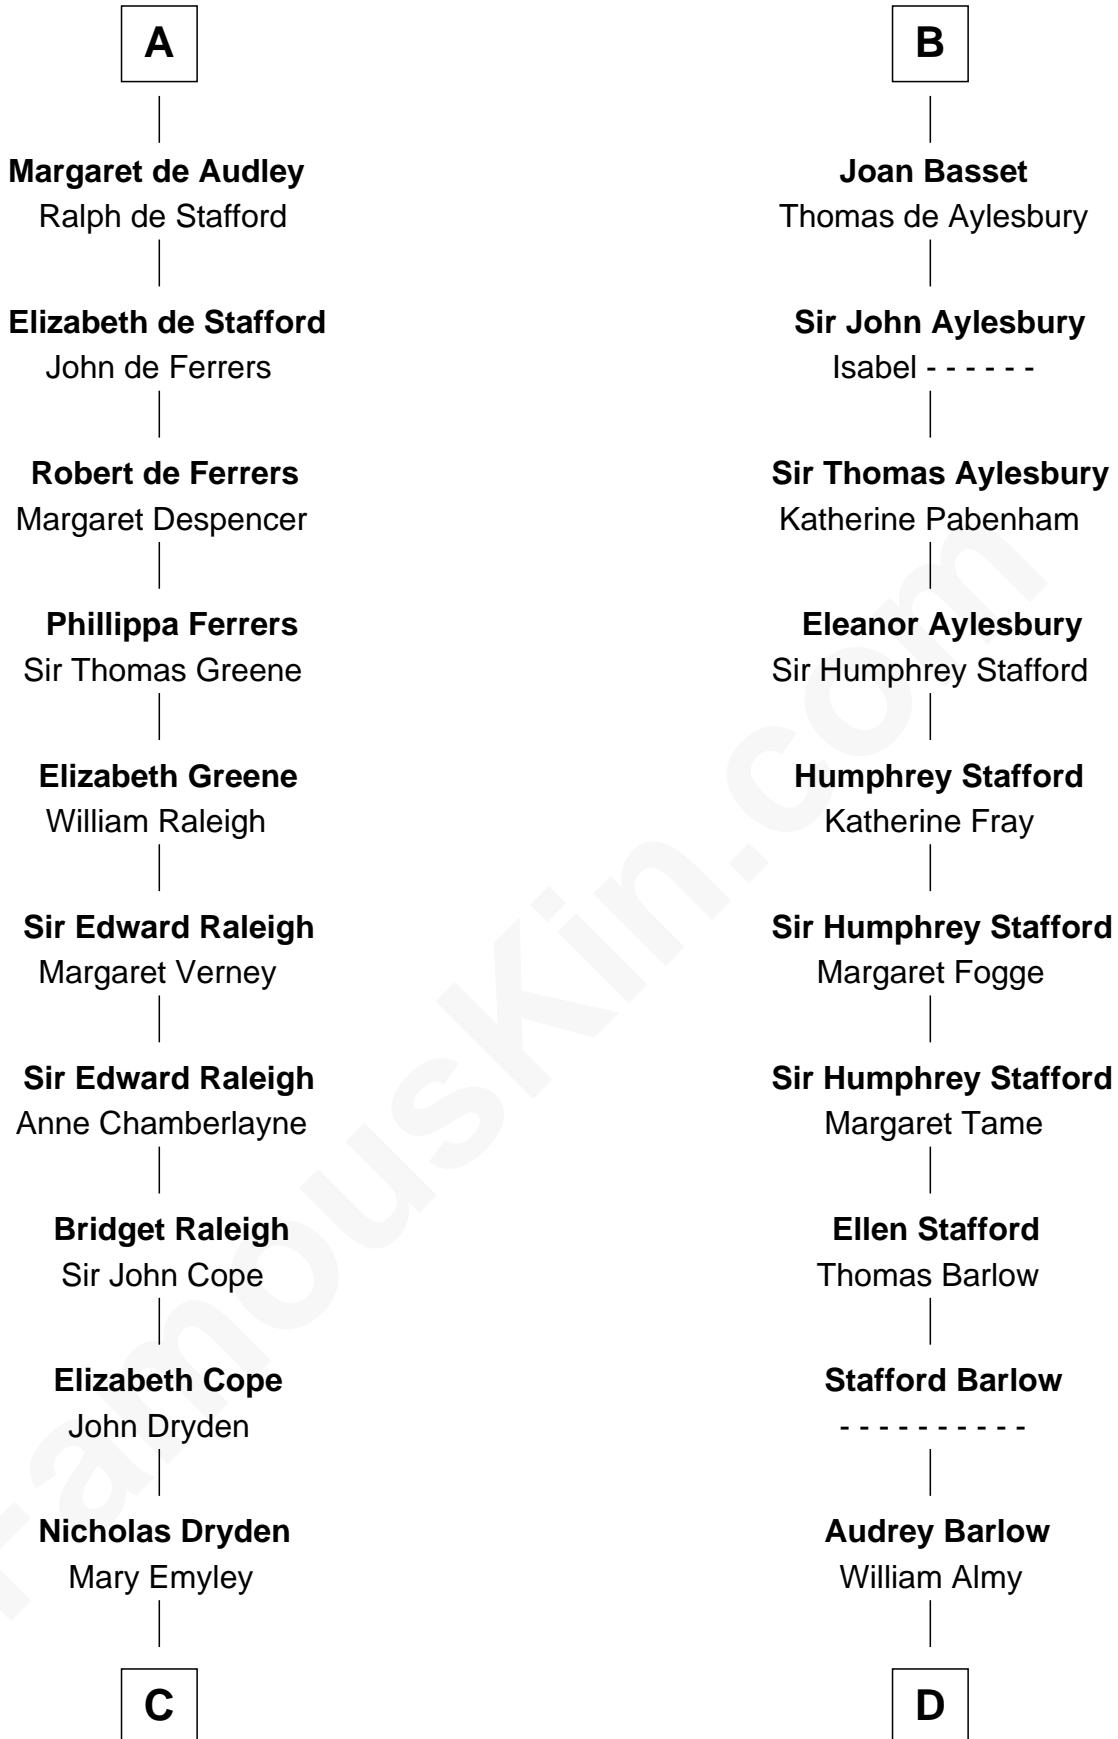 A
Margaret de Audley
Ralph de Stafford
Elizabeth de Stafford
John de Ferrers
Robert de Ferrers
Margaret Despencer
Phillippa Ferrers
Sir Thomas Greene
Elizabeth Greene
William Raleigh
Sir Edward Raleigh
Margaret Verney
Sir Edward Raleigh
Anne Chamberlayne
Bridget Raleigh
Sir John Cope
Elizabeth Cope
John Dryden
Nicholas Dryden
Mary Emyley
C
B
Joan Basset
Thomas de Aylesbury
Sir John Aylesbury
Isabel - - - - - -
Sir Thomas Aylesbury
Katherine Pabenham
Eleanor Aylesbury
Sir Humphrey Stafford
Humphrey Stafford
Katherine Fray
Sir Humphrey Stafford
Margaret Fogge
Sir Humphrey Stafford
Margaret Tame
Ellen Stafford
Thomas Barlow
Stafford Barlow
- - - - - - - - - -
Audrey Barlow
William Almy
D
FamousKin.com